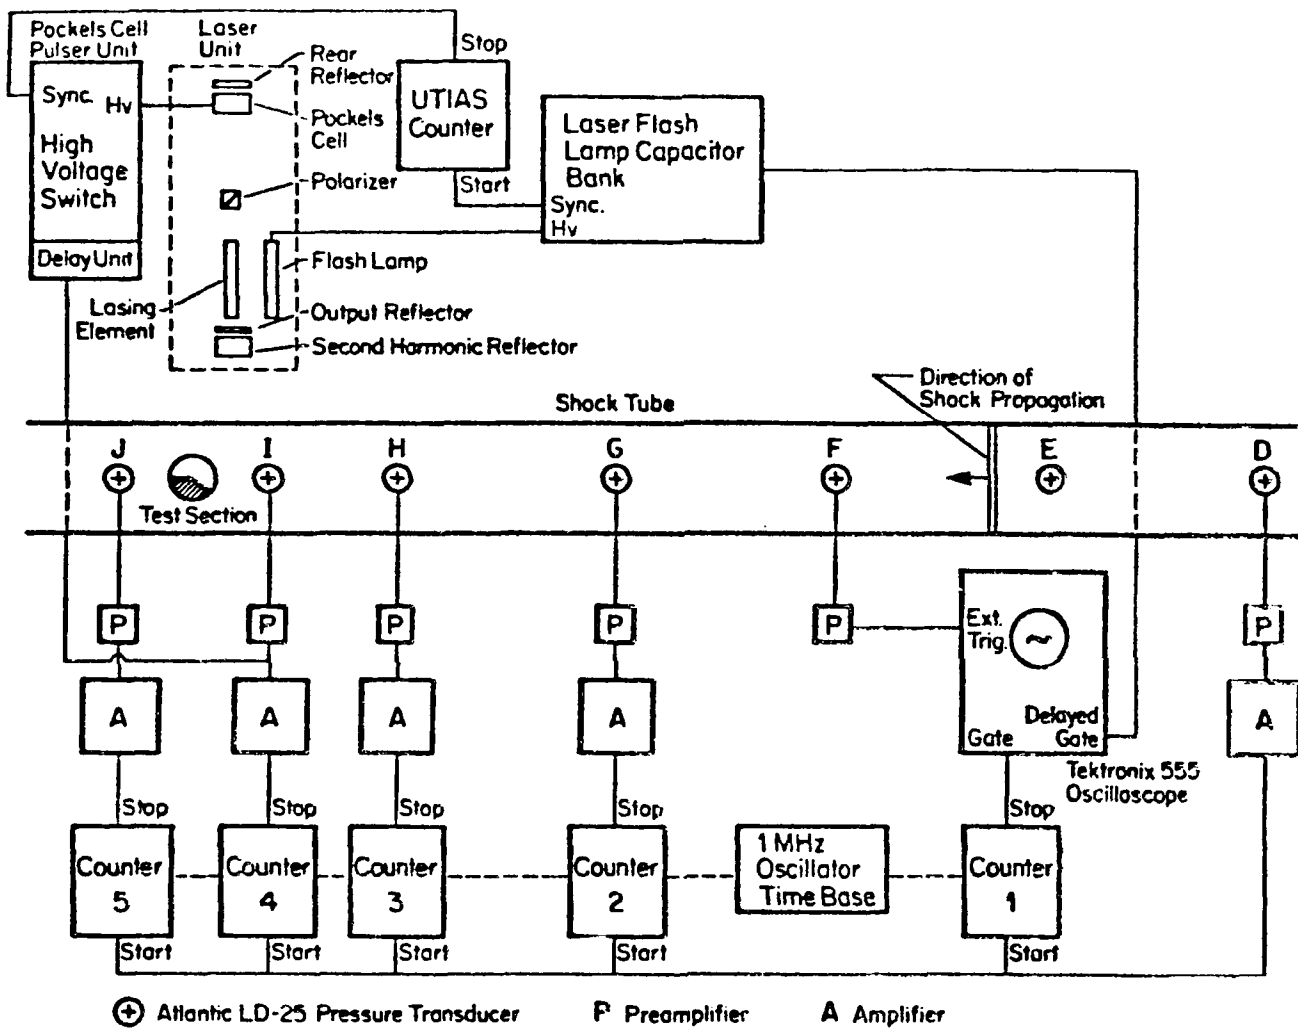 Pockets Cell
Pulser Unit
Laser
Unit
Rear
Reflector
Stop
Sync.
Hv
UTIAS
Counter
Pockels
Cell
Laser Flash
Lamp Capacitor
Bank
High
Voltage
Switch
Polarizer
Start
Sync.
Hv
Delay Unit
Flash Lamp
Lasing
Element
Output Reflector
Second Harmonic Reflector
Direction of
Shock Propagation
Shock Tube
J
I
H
G
F
E
D
Test Section
P
P
P
P
P
Ext.
Trig.
~
P
A
A
A
A
Delayed
Gate
Gate
A
Tektronix 555
Oscilloscope
Stop
Stop
Stop
Stop
Stop
Counter
5
Counter
4
Counter
3
Counter
2
1 MHz
Oscillator
Time Base
Counter
1
Start
Start
Start
Start
Start
Atlantic LD-25 Pressure Transducer
P Preamplifier
A Amplifier